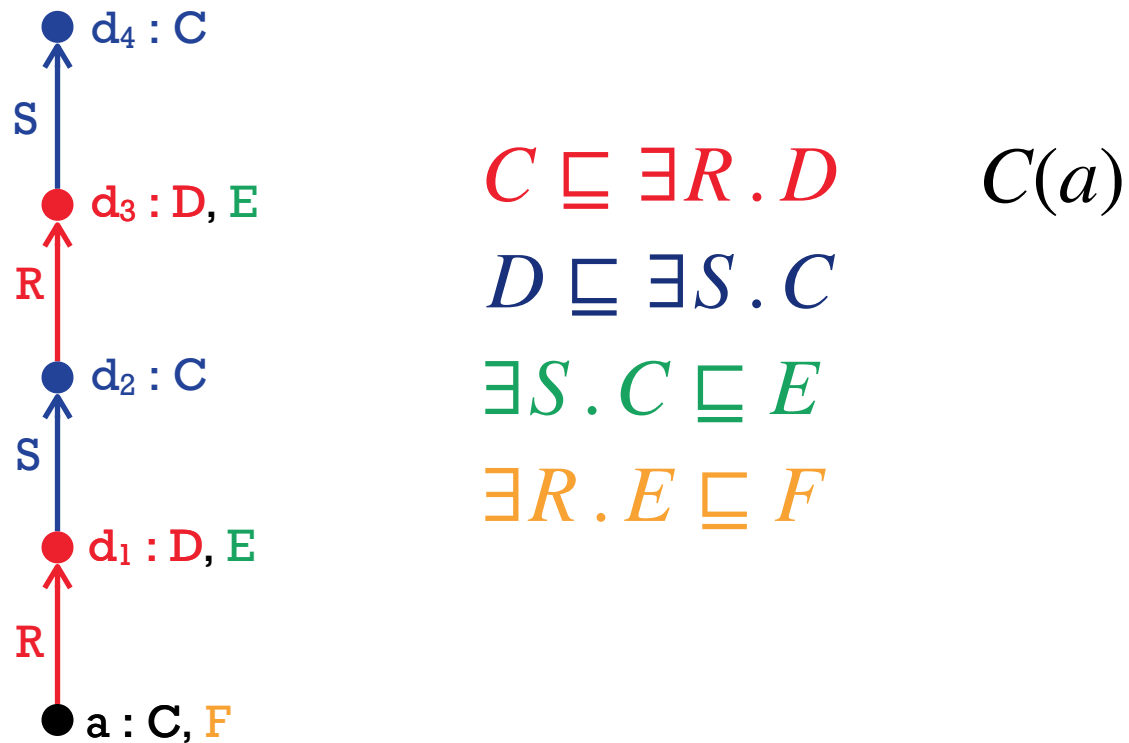 d₄ : C
S
d₃ : D, E
R
d₂ : C
S
d₁ : D, E
R
a : C, F
C ⊑ ∃R . D
D ⊑ ∃S . C
∃S . C ⊑ E
∃R . E ⊑ F
C(a)